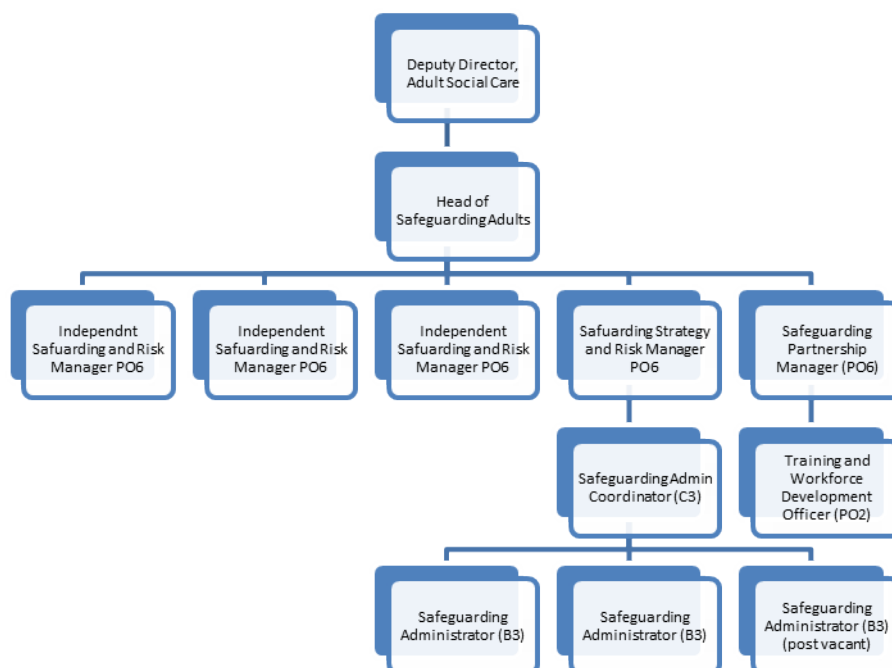 Deputy Director,
Adult Social Care
Head of
Safeguarding Adults
Independnt
Safuarding and Risk
Manager PO6
Independent
Safuarding and Risk
Manager PO6
Independent
Safuarding and Risk
Manager PO6
Safuarding Strategy
and Risk Manager
PO6
Safeguarding
Partnership
Manager (PO6)
Safeguarding Admin
Coordinator (C3)
Training and
Workforce
Development
Officer (PO2)
Safeguarding
Administrator (B3)
Safeguarding
Administrator (B3)
Safeguarding
Administrator (B3)
(post vacant)